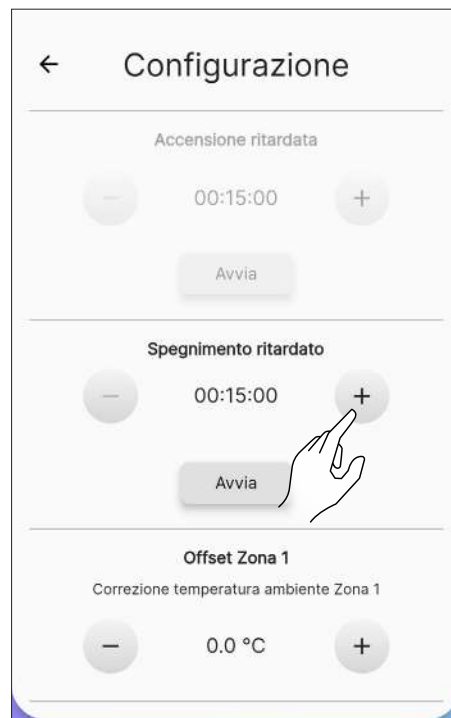 Configurazione
Accensione ritardata
− 00:15:00 +
Avvia
Spegnimento ritardato
− 00:15:00 +
Avvia
Offset Zona 1
Correzione temperatura ambiente Zona 1
− 0.0 °C +